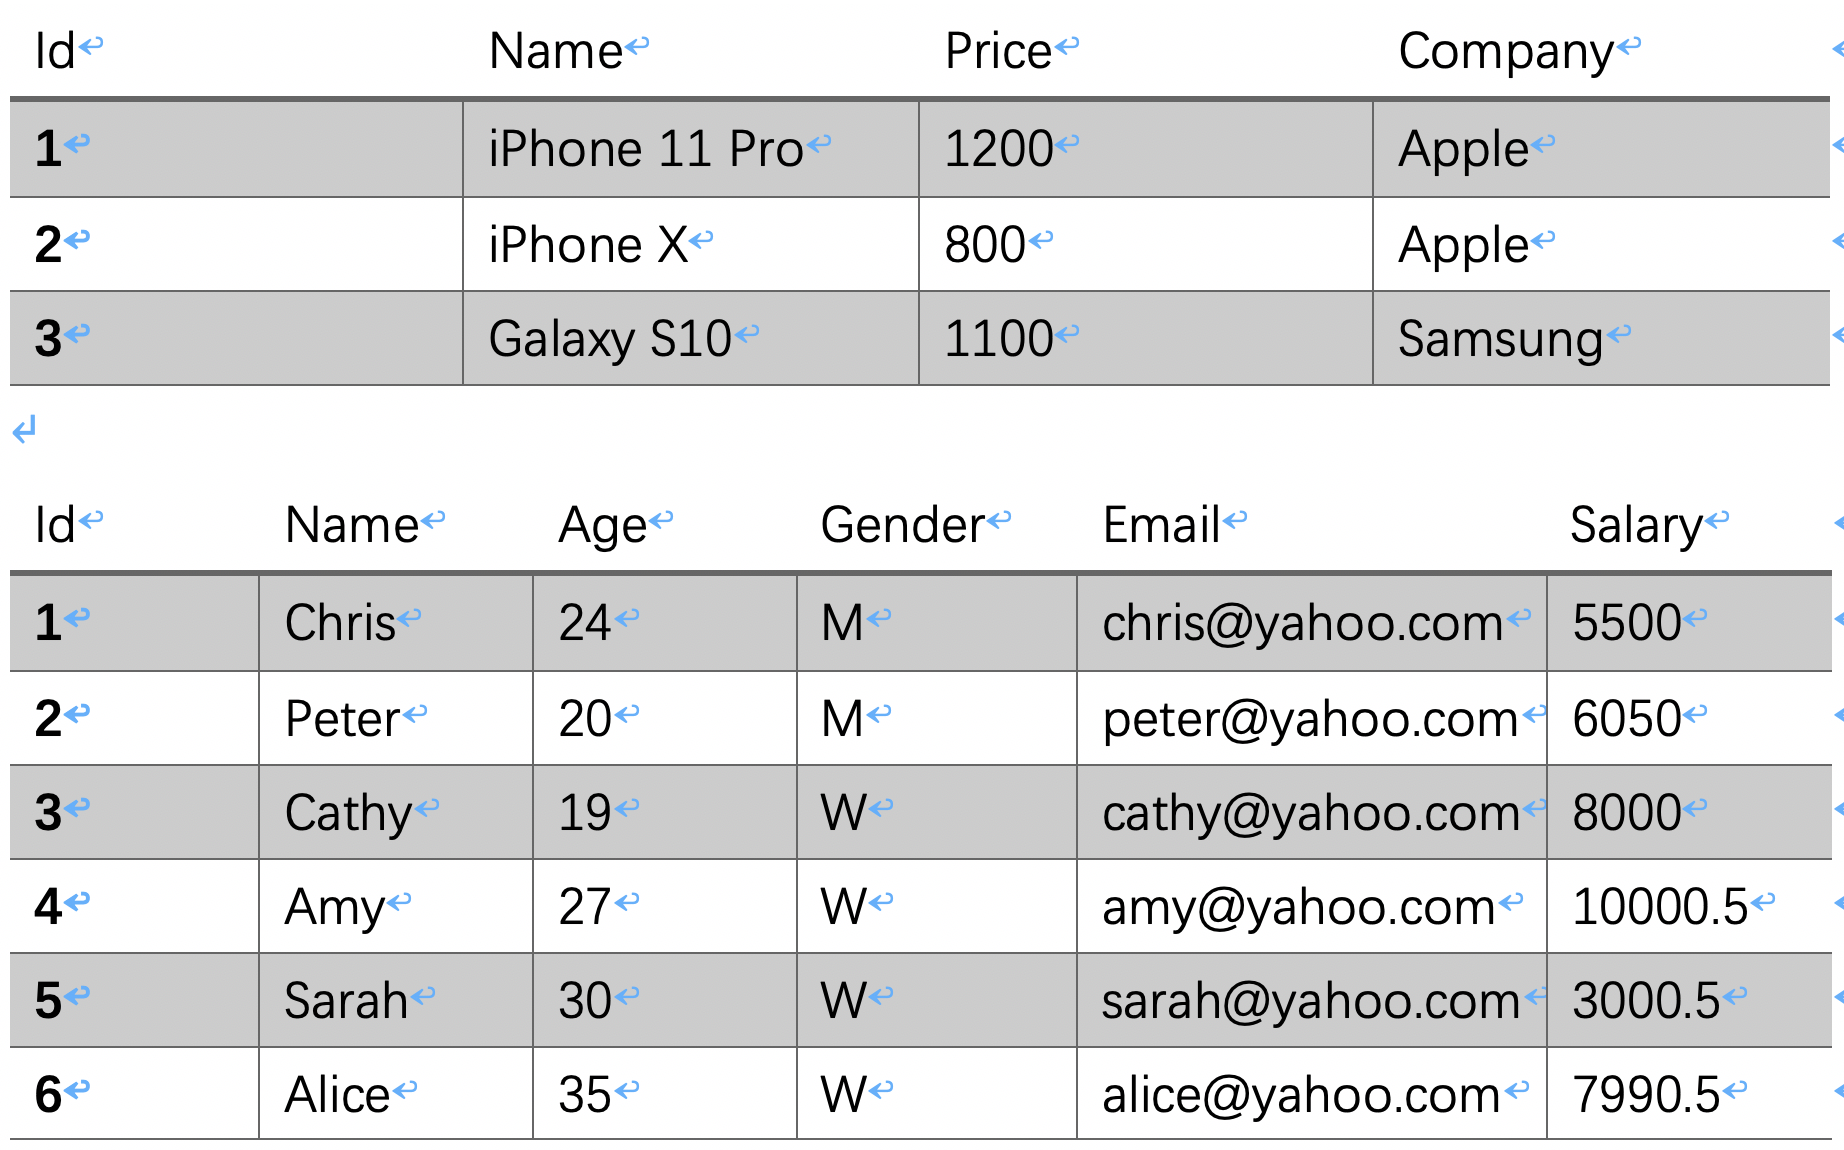 Id Name Price Company
1 iPhone 11 Pro 1200 Apple
2 iPhone X 800 Apple
3 Galaxy S10 1100 Samsung
Id Name Age Gender Email Salary
1 Chris 24 M chris@yahoo.com 5500
2 Peter 20 M peter@yahoo.com 6050
3 Cathy 19 W cathy@yahoo.com 8000
4 Amy 27 W amy@yahoo.com 10000.5
5 Sarah 30 W sarah@yahoo.com 3000.5
6 Alice 35 W alice@yahoo.com 7990.5